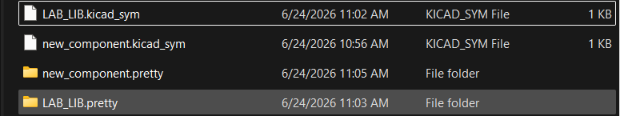 LAB_LIB.kicad_sym 6/24/2026 11:02 AM KICAD_SYM File 1 KB
new_component.kicad_sym 6/24/2026 10:56 AM KICAD_SYM File 1 KB
new_component.pretty 6/24/2026 11:05 AM File folder
LAB_LIB.pretty 6/24/2026 11:03 AM File folder